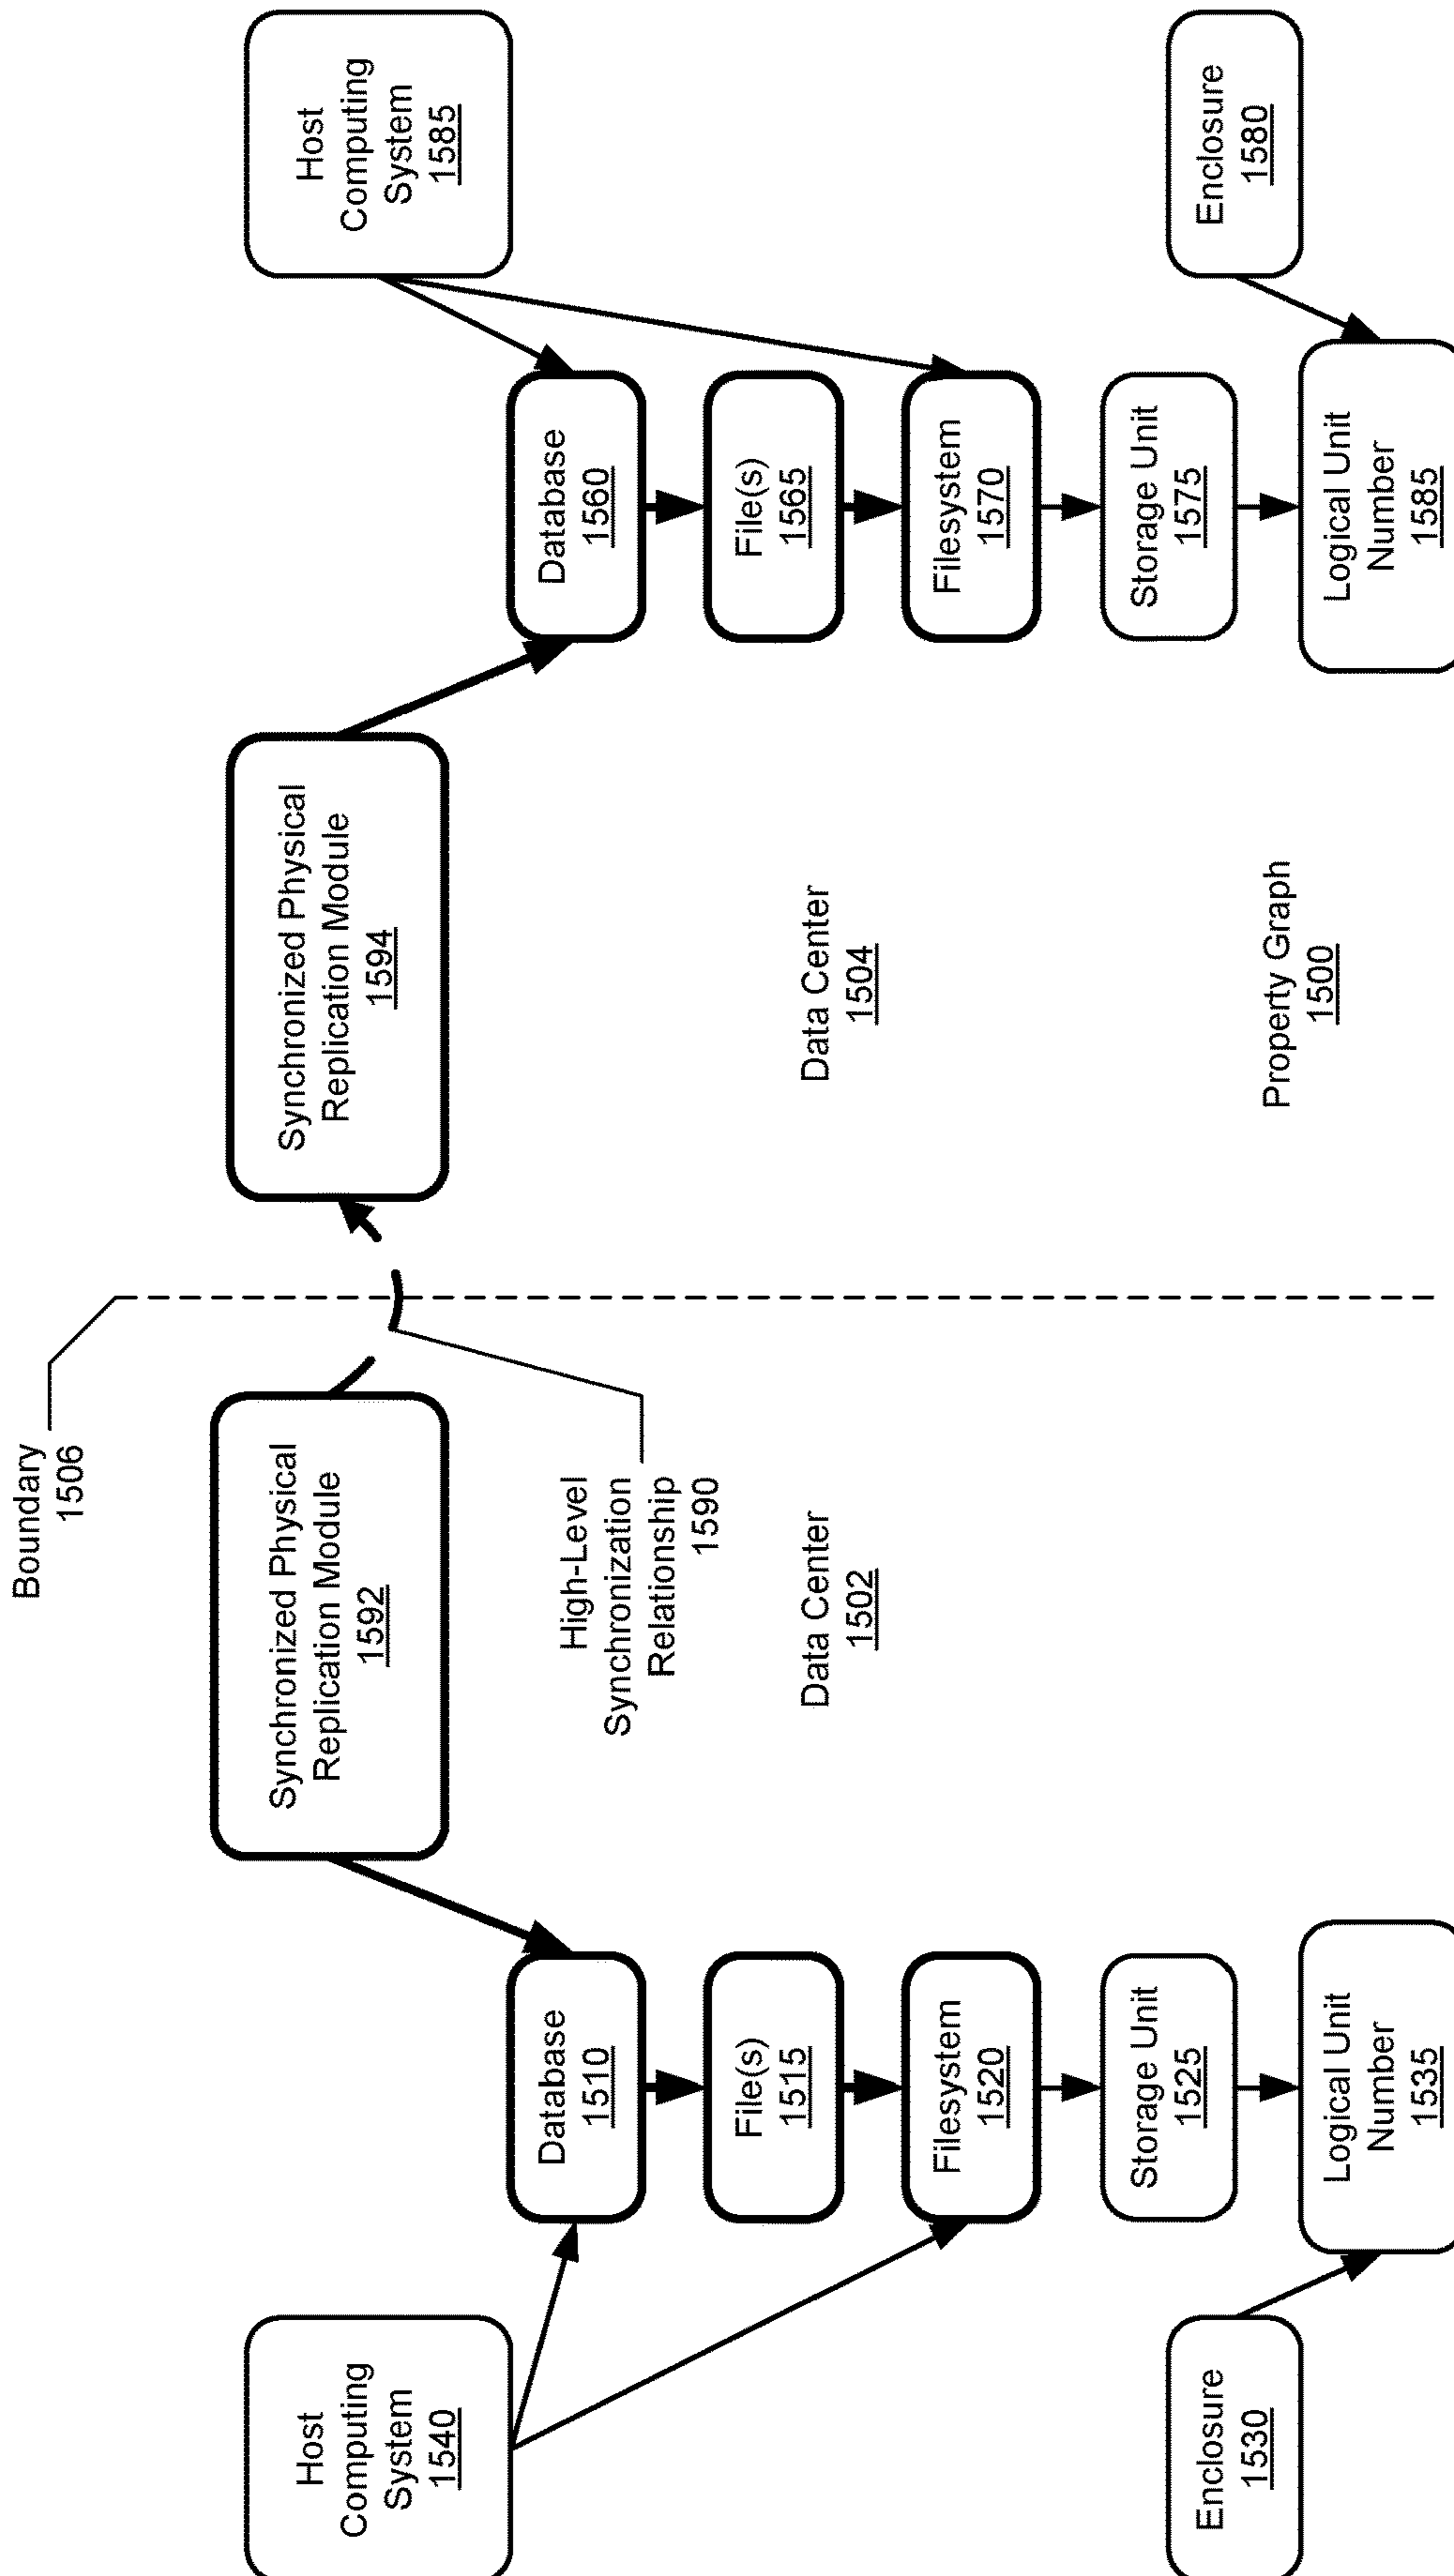 Boundary
1506
Host
Computing
System
1540
Synchronized Physical
Replication Module
1592
Synchronized Physical
Replication Module
1594
Host
Computing
System
1585
High-Level
Synchronization
Relationship
1590
Database
1510
Database
1560
File(s)
1515
File(s)
1565
Data Center
1502
Data Center
1504
Filesystem
1520
Filesystem
1570
Storage Unit
1525
Storage Unit
1575
Enclosure
1530
Property Graph
1500
Enclosure
1580
Logical Unit
Number
1535
Logical Unit
Number
1585